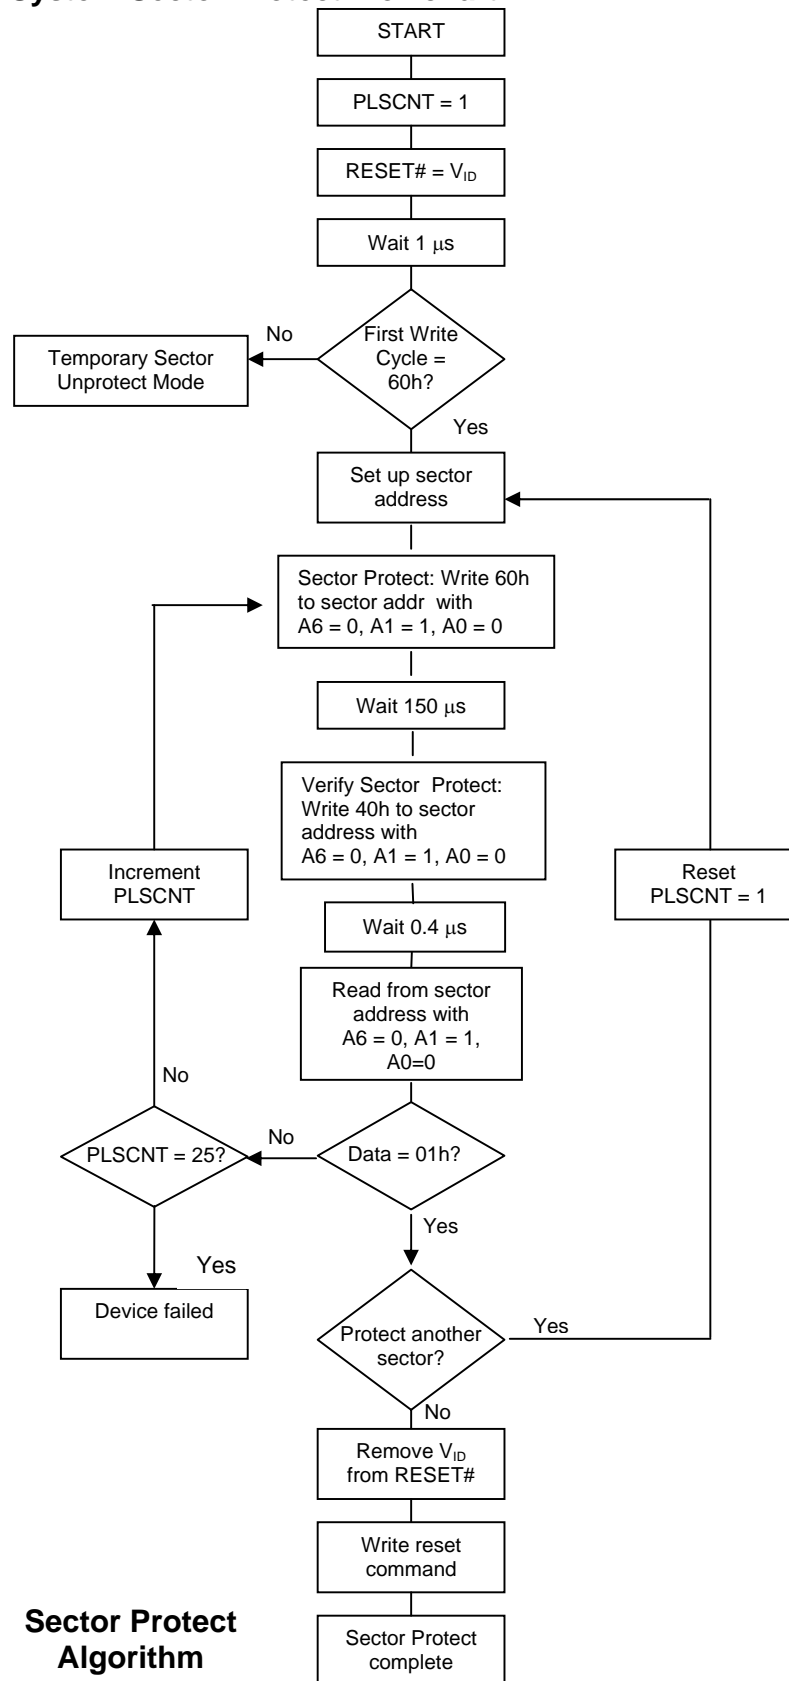 START
PLSCNT = 1
RESET# = VID
Wait 1 μs
No
First Write
Cycle =
60h?
Temporary Sector
Unprotect Mode
Yes
Set up sector
address
Sector Protect: Write 60h
to sector addr with
A6 = 0, A1 = 1, A0 = 0
Wait 150 μs
Verify Sector Protect:
Write 40h to sector
address with
A6 = 0, A1 = 1, A0 = 0
Increment
PLSCNT
Reset
PLSCNT = 1
Wait 0.4 μs
Read from sector
address with
A6 = 0, A1 = 1,
A0=0
No
PLSCNT = 25?
No
Data = 01h?
Yes
Yes
Device failed
Protect another
sector?
Yes
No
Remove VID
from RESET#
Write reset
command
Sector Protect
Algorithm
Sector Protect
complete